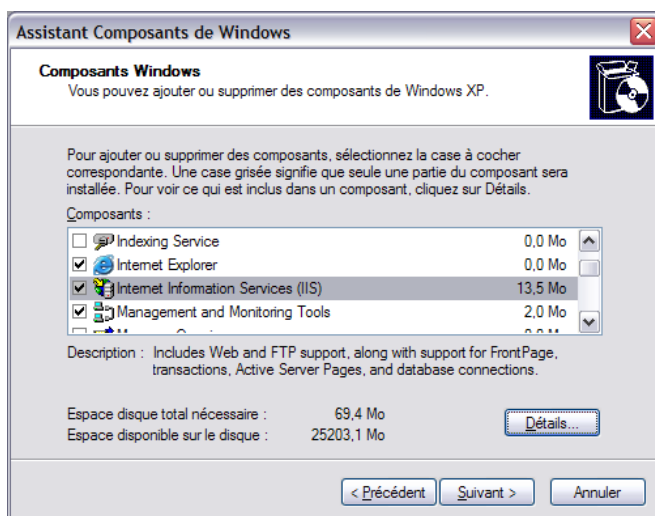 Assistant Composants de Windows
Composants Windows
Vous pouvez ajouter ou supprimer des composants de Windows XP.
Pour ajouter ou supprimer des composants, sélectionnez la case à cocher
correspondante. Une case grisée signifie que seule une partie du composant sera
installée. Pour voir ce qui est inclus dans un composant, cliquez sur Détails.
Composants :
Indexing Service 0,0 Mo
Internet Explorer 0,0 Mo
Internet Information Services (IIS) 13,5 Mo
Management and Monitoring Tools 2,0 Mo
Description : Includes Web and FTP support, along with support for FrontPage,
transactions, Active Server Pages, and database connections.
Espace disque total nécessaire : 69,4 Mo
Espace disponible sur le disque : 25203,1 Mo
Détails...
< Précédent Suivant > Annuler